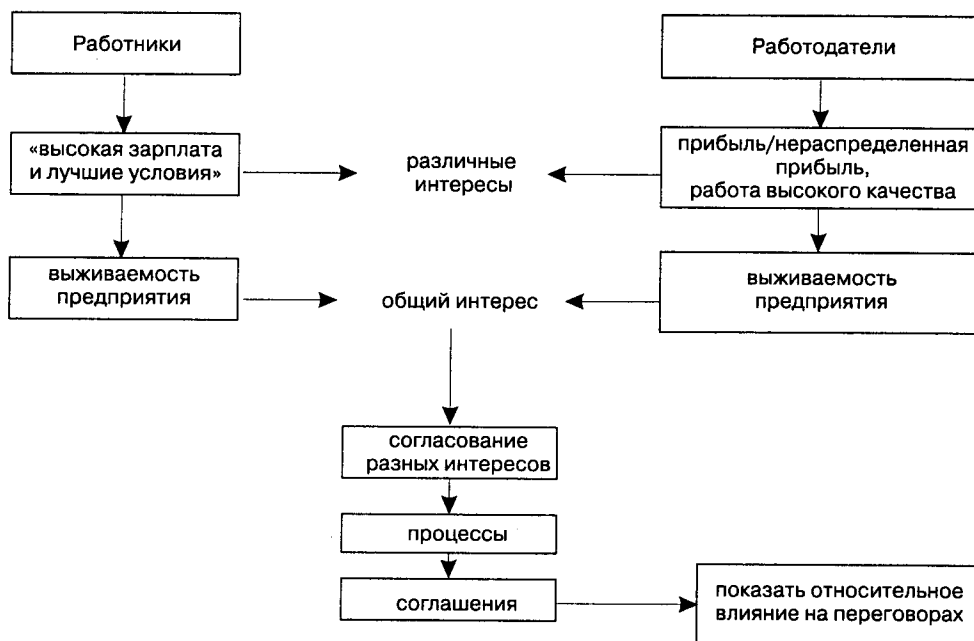 Работники
Работодатели
«высокая зарплата
и лучшие условия»
различные
интересы
прибыль/нераспределенная
прибыль,
работа высокого качества
выживаемость
предприятия
общий интерес
выживаемость
предприятия
согласование
разных интересов
процессы
соглашения
показать относительное
влияние на переговорах